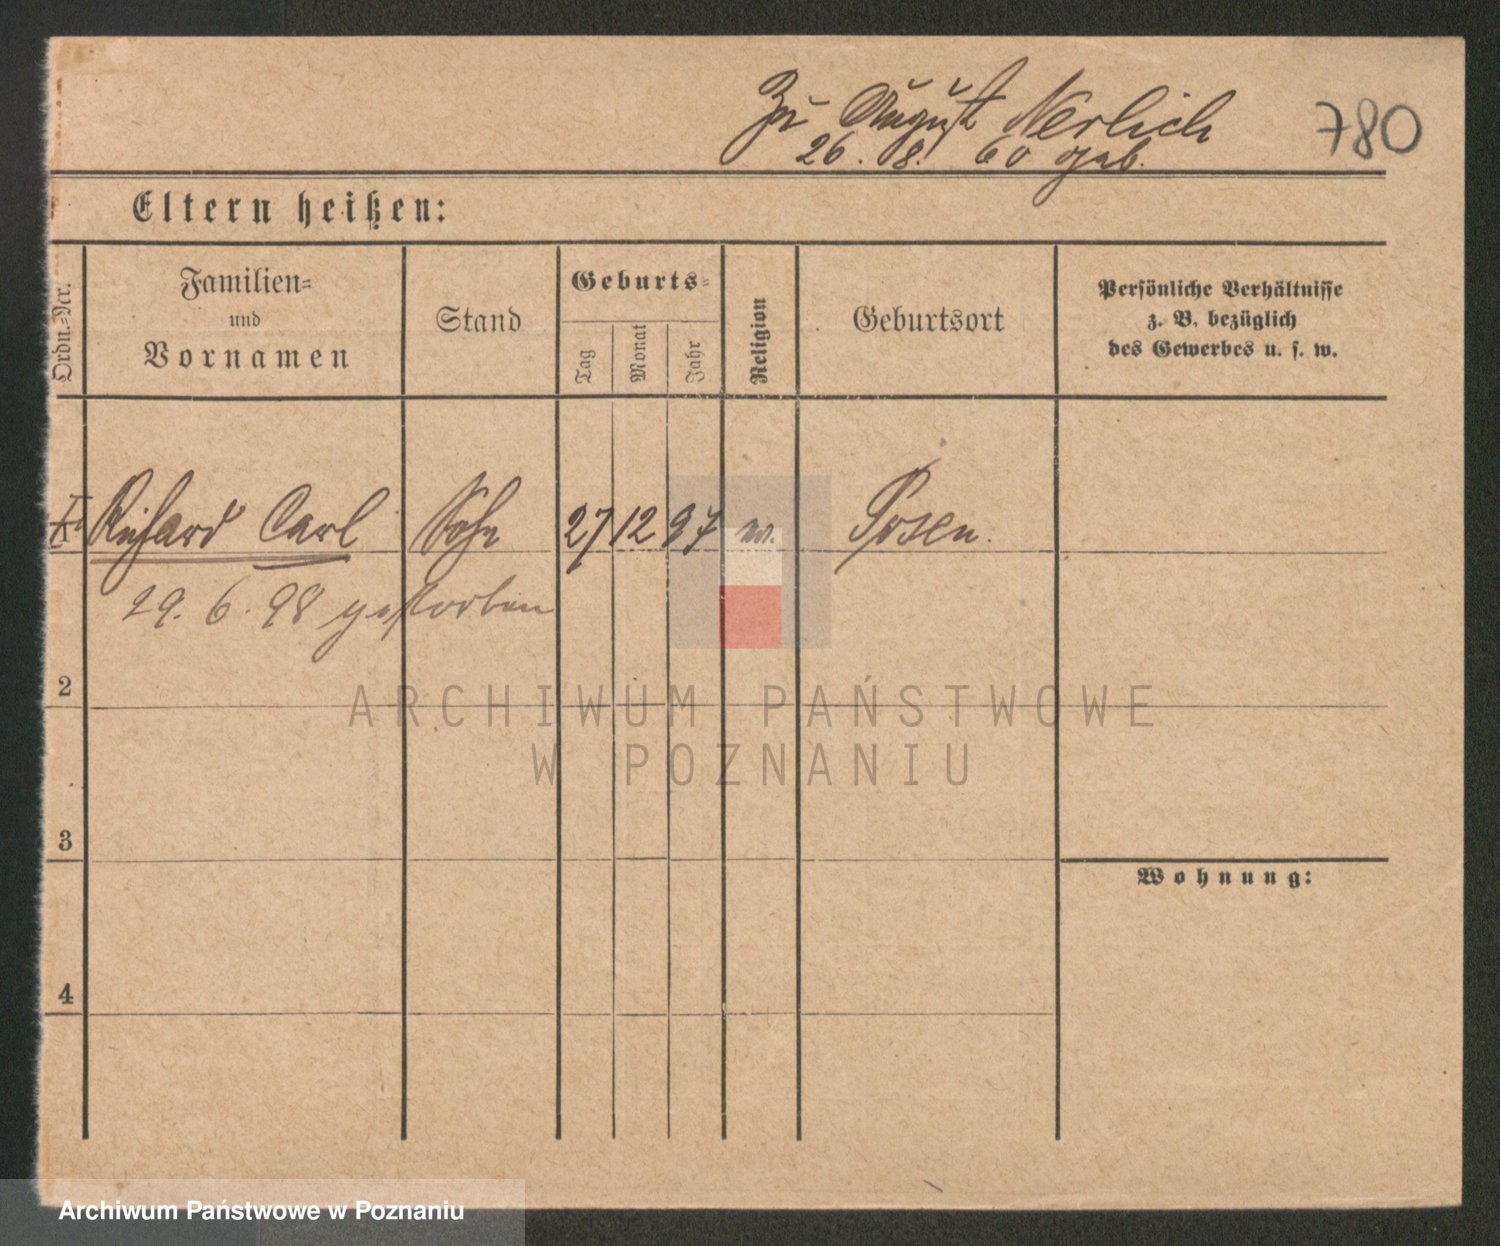 Zu August Nerlich 780
26. 8. 60 geb.
Eltern heißen:
Ordn.-Nr.
Familien-
und
Vornamen
Stand
Geburts-
Tag
Monat
Jahr
Religion
Geburtsort
Persönliche Verhältnisse
z. B. bezüglich
des Gewerbes u. s. w.
Richard Carl Sohn 27 12 97 Posen.
29. 6. 98 gestorben
2
ARCHIWUM PAŃSTWOWE
W POZNANIU
3
Wohnung:
4
Archiwum Państwowe w Poznaniu